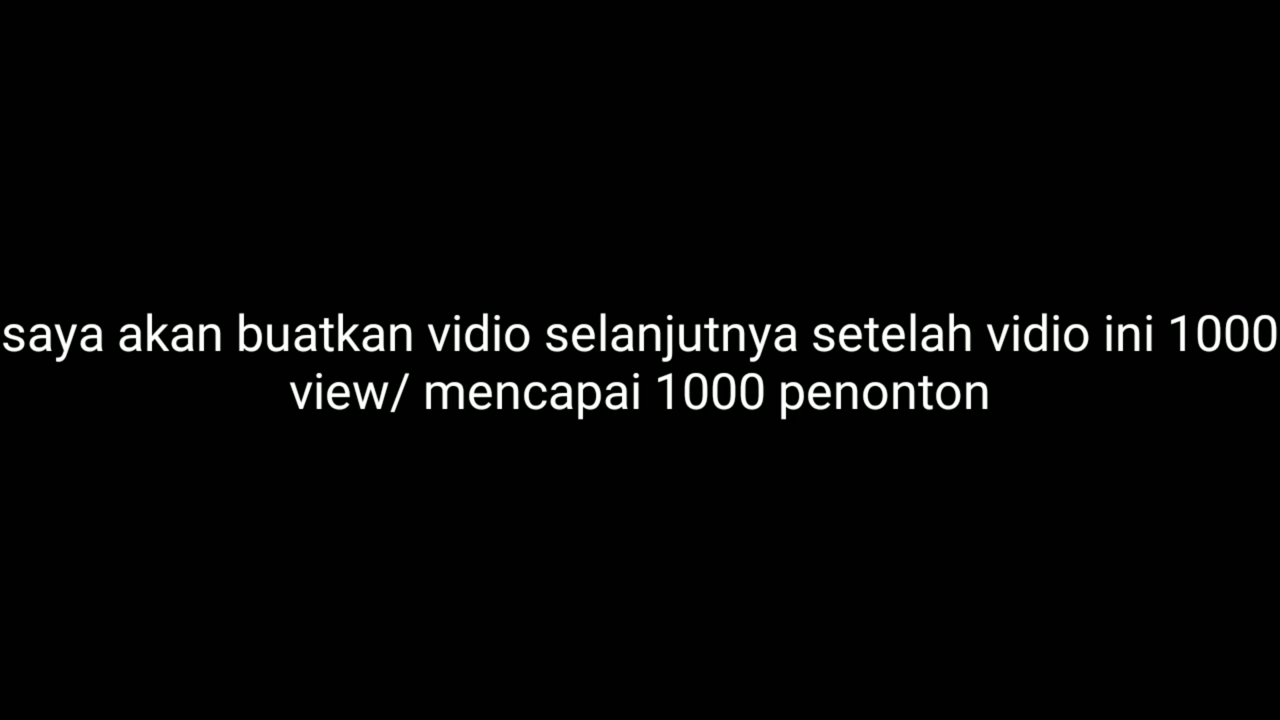 saya akan buatkan vidio selanjutnya setelah vidio ini 1000
view/ mencapai 1000 penonton